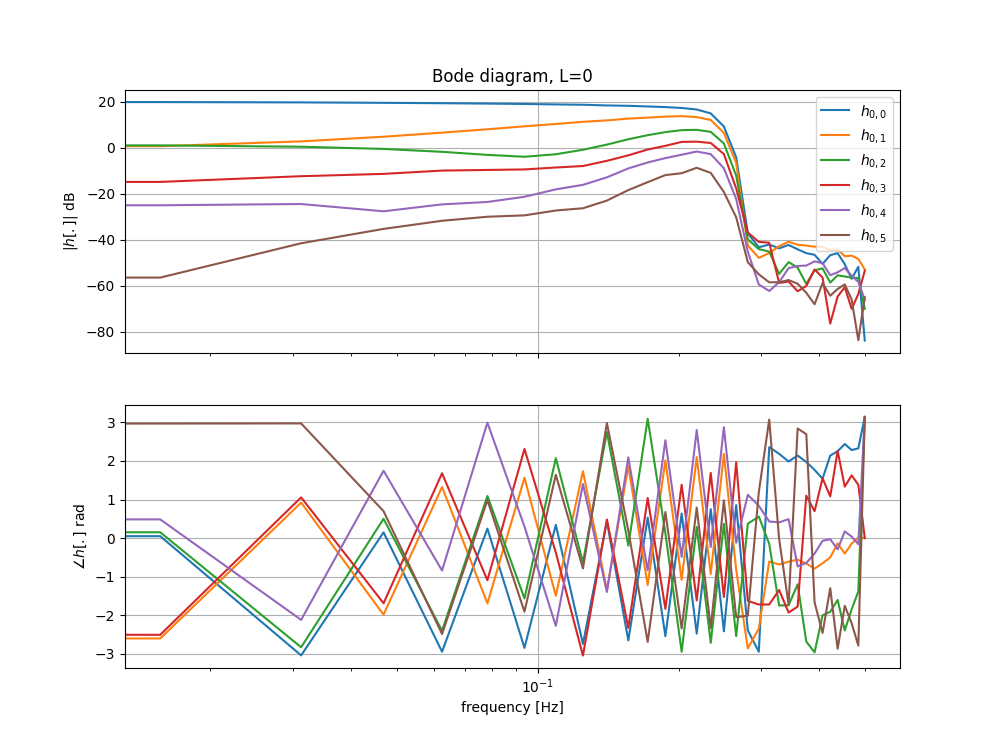 Bode diagram, L=0
|h[.]| dB
20
0
−20
−40
−60
−80
h0,0
h0,1
h0,2
h0,3
h0,4
h0,5
∠h[.] rad
3
2
1
0
−1
−2
−3
10−1
frequency [Hz]